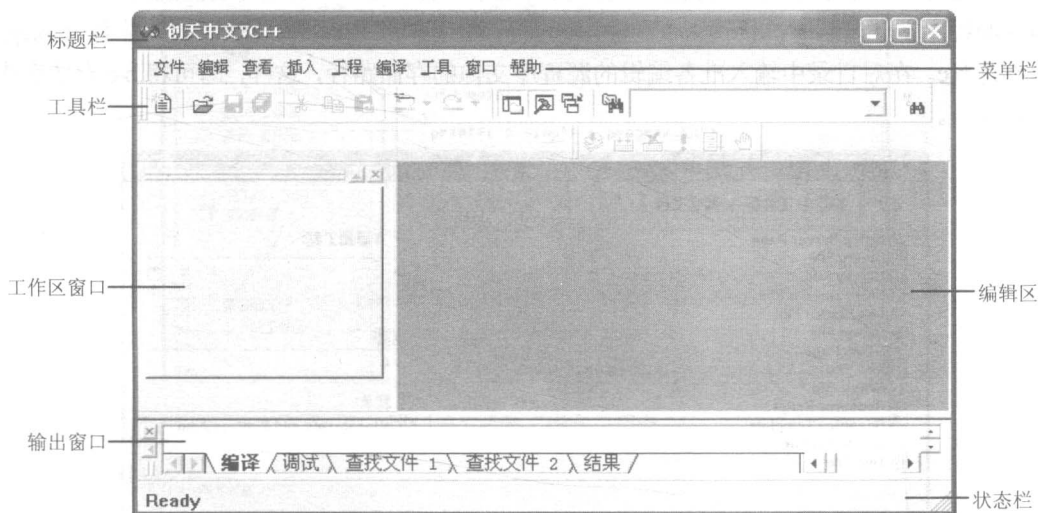 创天中文VC++
标题栏
文件 编辑 查看 插入 工程 编译 工具 窗口 帮助
菜单栏
工具栏
工作区窗口
编辑区
输出窗口
编译 调试 查找文件 1 查找文件 2 结果
Ready
状态栏